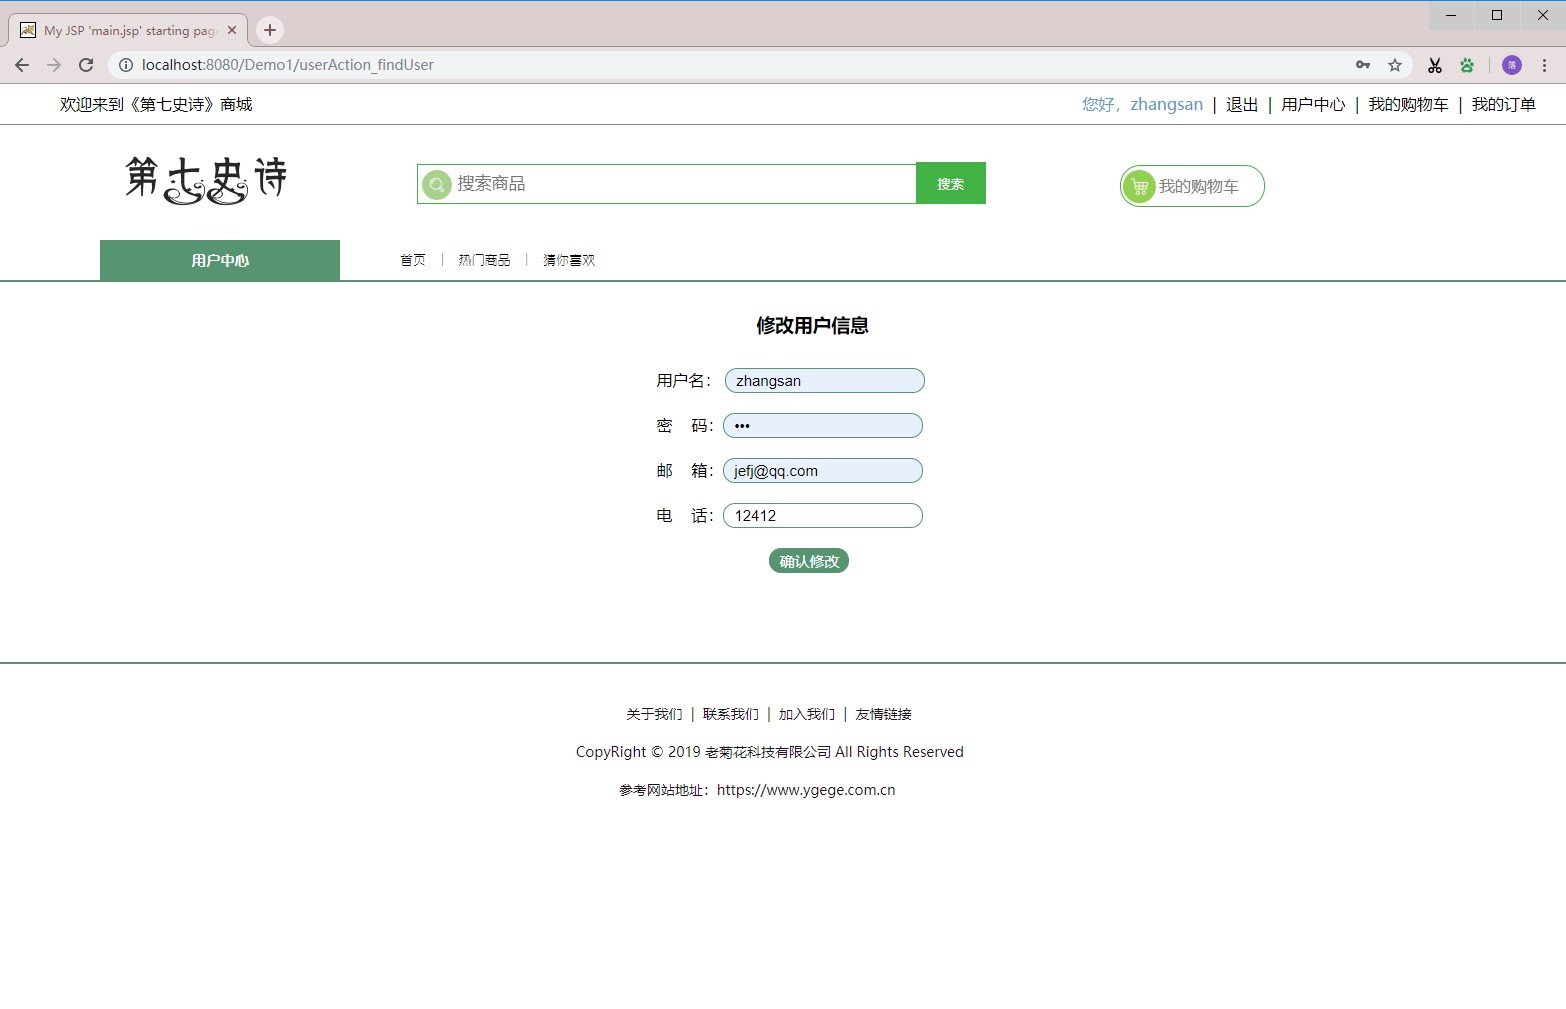 My JSP 'main.jsp' starting pag
localhost:8080/Demo1/userAction_findUser
落
欢迎来到《第七史诗》商城
您好，zhangsan | 退出 | 用户中心 | 我的购物车 | 我的订单
第七史诗
搜索商品
搜索
我的购物车
用户中心
首页 | 热门商品 | 猜你喜欢
修改用户信息
用户名： zhangsan
密 码： •••
邮 箱： jefj@qq.com
电 话： 12412
确认修改
关于我们 | 联系我们 | 加入我们 | 友情链接
CopyRight © 2019 老菊花科技有限公司 All Rights Reserved
参考网站地址：https://www.ygege.com.cn